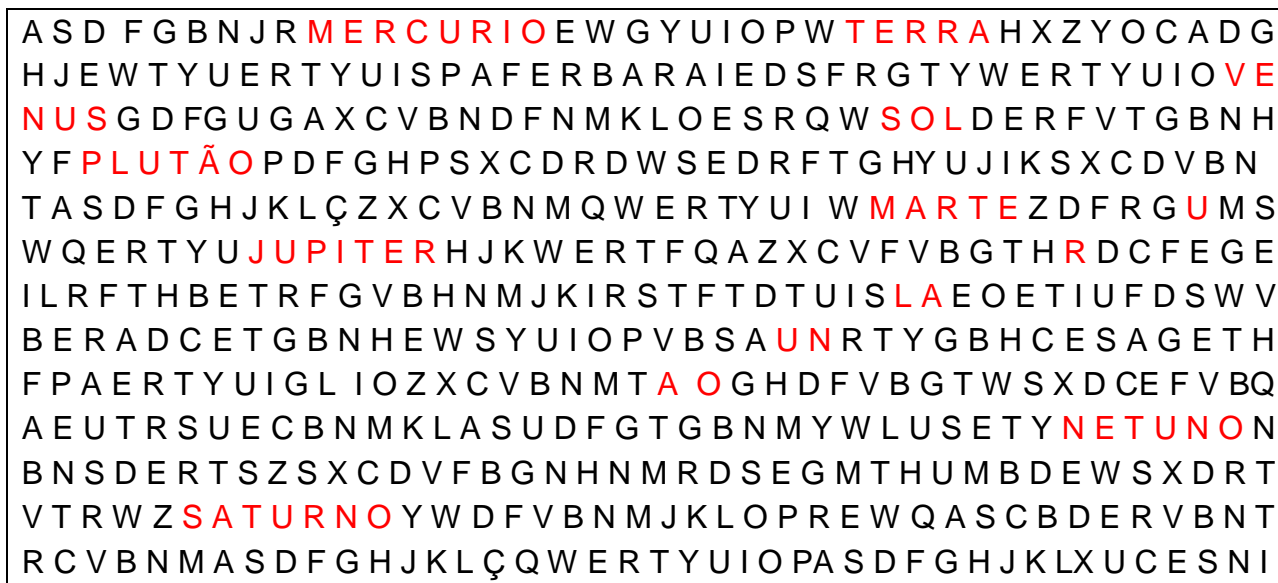 A S D F G B N J R M E R C U R I O E W G Y U I O P W T E R R A H X Z Y O C A D G
H J E W T Y U E R T Y U I S P A F E R B A R A I E D S F R G T Y W E R T Y U I O V E
N U S G D F G U G A X C V B N D F N M K L O E S R Q W S O L D E R F V T G B N H
Y F P L U T Ã O P D F G H P S X C D R D W S E D R F T G H Y U J I K S X C D V B N
T A S D F G H J K L Ç Z X C V B N M Q W E R T Y U I W M A R T E Z D F R G U M S
W Q E R T Y U J U P I T E R H J K W E R T F Q A Z X C V F V B G T H R D C F E G E
I L R F T H B E T R F G V B H N M J K I R S T F T D T U I S L A E O E T I U F D S W V
B E R A D C E T G B N H E W S Y U I O P V B S A U N R T Y G B H C E S A G E T H
F P A E R T Y U I G L I O Z X C V B N M T A O G H D F V B G T W S X D C E F V B Q
A E U T R S U E C B N M K L A S U D F G T G B N M Y W L U S E T Y N E T U N O N
B N S D E R T S Z S X C D V F B G N H N M R D S E G M T H U M B D E W S X D R T
V T R W Z S A T U R N O Y W D F V B N M J K L O P R E W Q A S C B D E R V B N T
R C V B N M A S D F G H J K L Ç Q W E R T Y U I O P A S D F G H J K L X U C E S N I